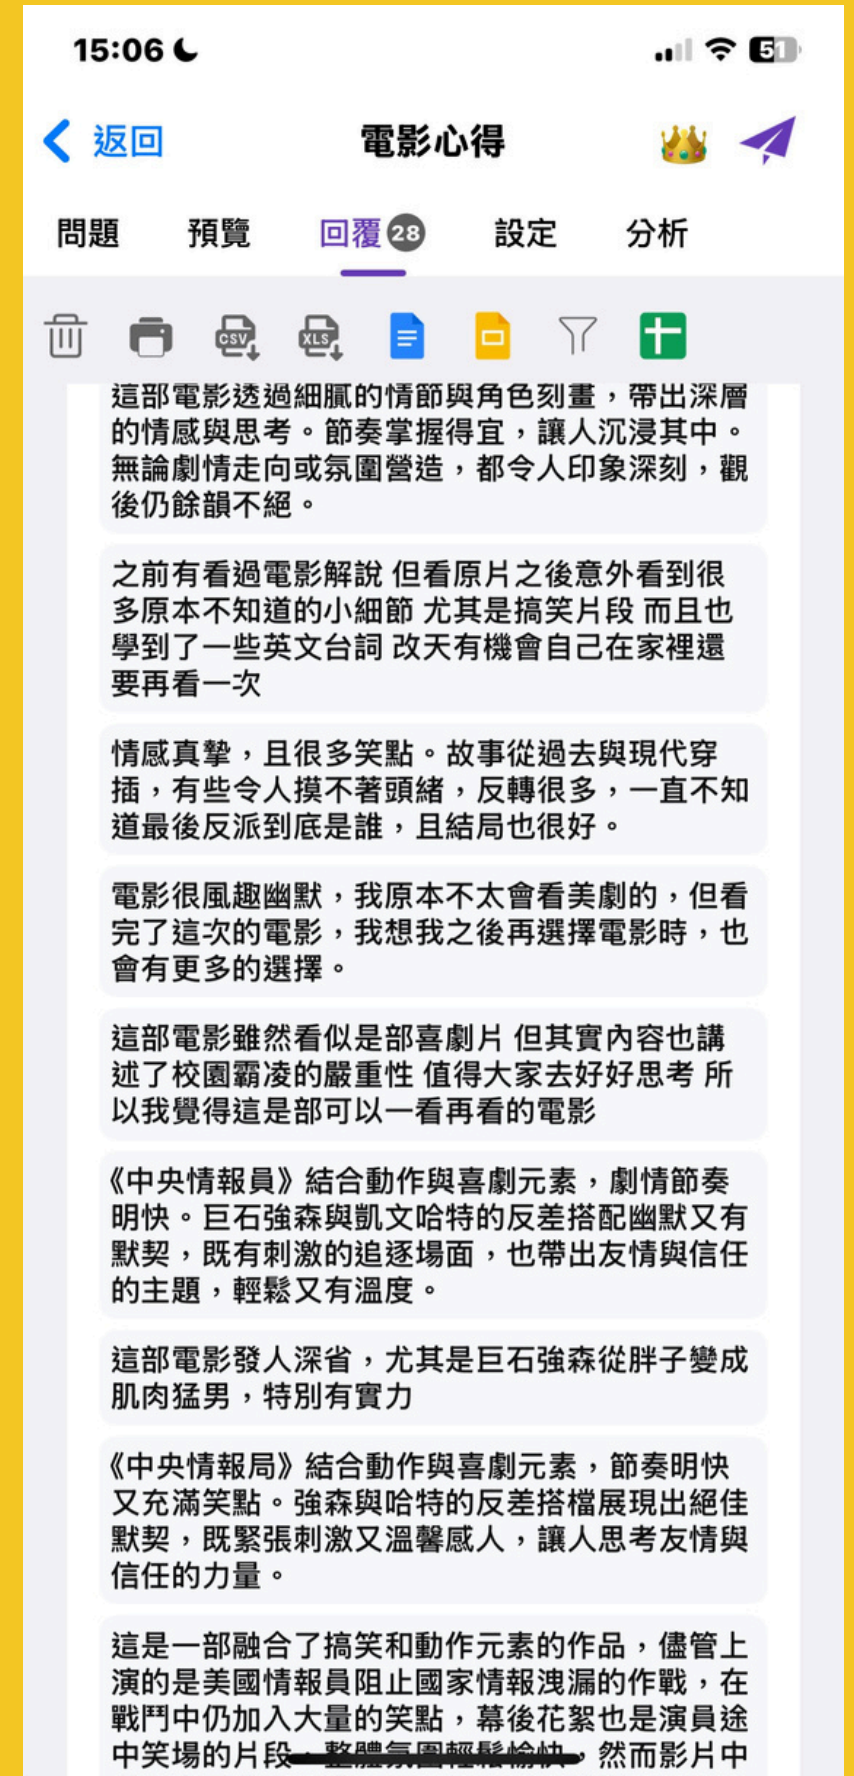 15:06
51
返回
電影心得
問題
預覽
回覆 28
設定
分析
CSV
XLS
這部電影透過細膩的情節與角色刻畫，帶出深層
的情感與思考。節奏掌握得宜，讓人沉浸其中。
無論劇情走向或氛圍營造，都令人印象深刻，觀
後仍餘韻不絕。
之前有看過電影解說 但看原片之後意外看到很
多原本不知道的小細節 尤其是搞笑片段 而且也
學到了一些英文台詞 改天有機會自己在家裡還
要再看一次
情感真摯，且很多笑點。故事從過去與現代穿
插，有些令人摸不著頭緒，反轉很多，一直不知
道最後反派到底是誰，且結局也很好。
電影很風趣幽默，我原本不太會看美劇的，但看
完了這次的電影，我想我之後再選擇電影時，也
會有更多的選擇。
這部電影雖然看似是部喜劇片 但其實內容也講
述了校園霸凌的嚴重性 值得大家去好好思考 所
以我覺得這是部可以一看再看的電影
《中央情報員》結合動作與喜劇元素，劇情節奏
明快。巨石強森與凱文哈特的反差搭配幽默又有
默契，既有刺激的追逐場面，也帶出友情與信任
的主題，輕鬆又有溫度。
這部電影發人深省，尤其是巨石強森從胖子變成
肌肉猛男，特別有實力
《中央情報局》結合動作與喜劇元素，節奏明快
又充滿笑點。強森與哈特的反差搭檔展現出絕佳
默契，既緊張刺激又溫馨感人，讓人思考友情與
信任的力量。
這是一部融合了搞笑和動作元素的作品，儘管上
演的是美國情報員阻止國家情報洩漏的作戰，在
戰鬥中仍加入大量的笑點，幕後花絮也是演員途
中笑場的片段，整體氛圍輕鬆愉快，然而影片中